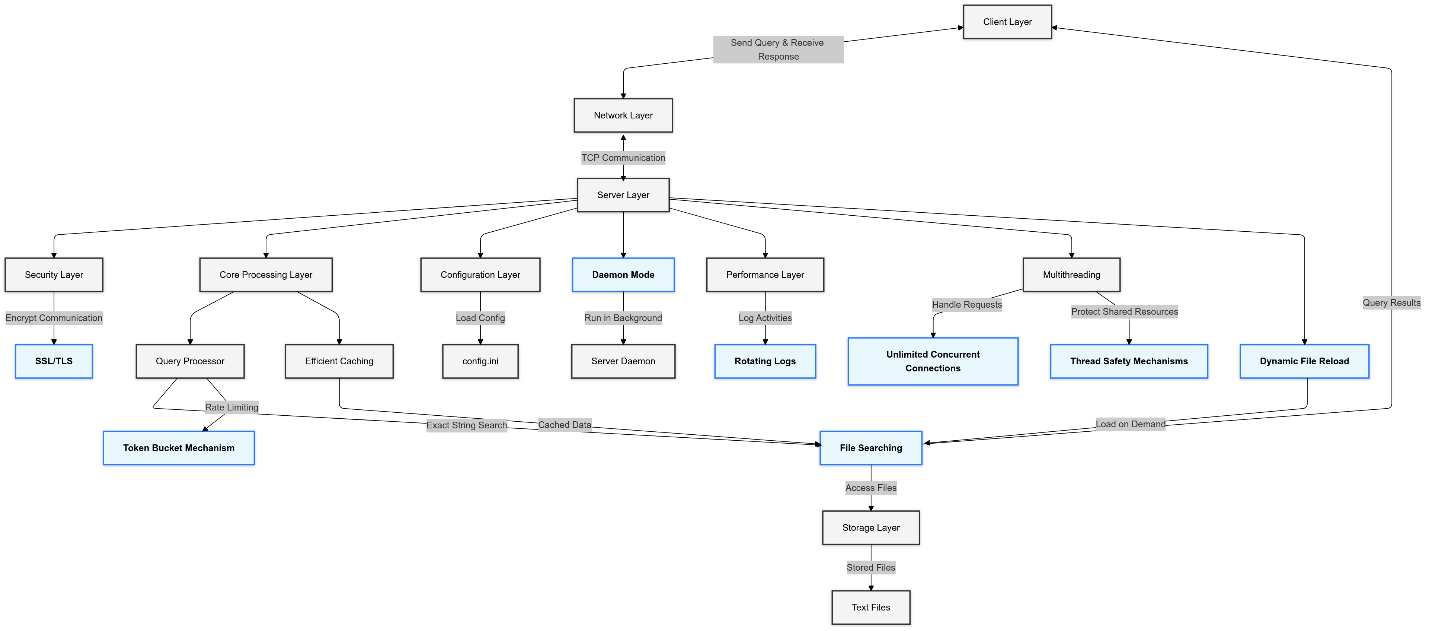 Client Layer
Send Query & Receive
Response
Network Layer
TCP Communication
Server Layer
Security Layer
Core Processing Layer
Configuration Layer
Daemon Mode
Performance Layer
Multithreading
Encrypt Communication
Load Config
Run in Background
Log Activities
Handle Requests
Protect Shared Resources
Query Results
SSL/TLS
Query Processor
Efficient Caching
config.ini
Server Daemon
Rotating Logs
Unlimited Concurrent
Connections
Thread Safety Mechanisms
Dynamic File Reload
Rate Limiting
Exact String Search
Cached Data
Load on Demand
Token Bucket Mechanism
File Searching
Access Files
Storage Layer
Stored Files
Text Files